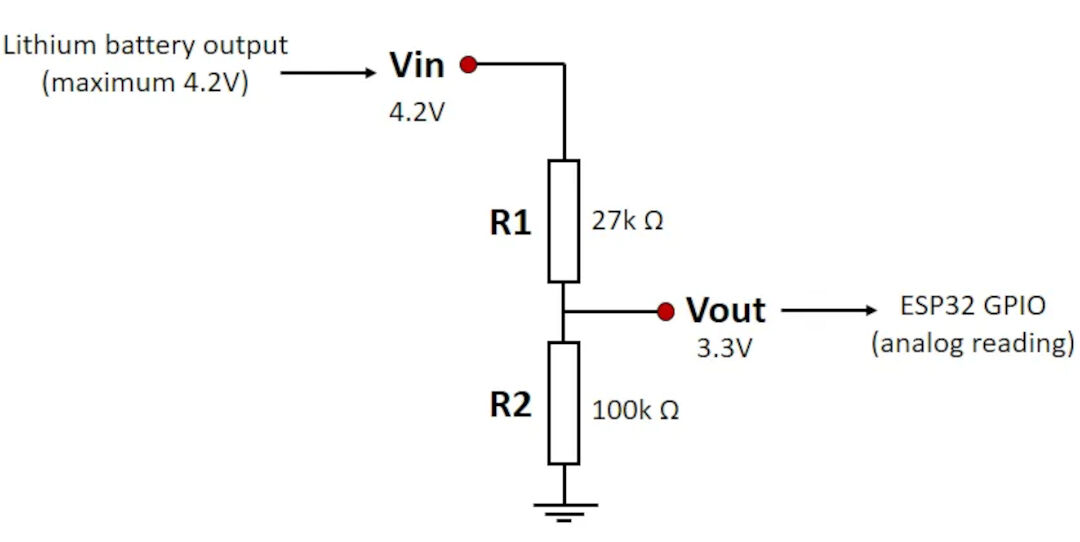 Lithium battery output
(maximum 4.2V)
Vin
4.2V
R1
27k Ω
Vout
3.3V
ESP32 GPIO
(analog reading)
R2
100k Ω